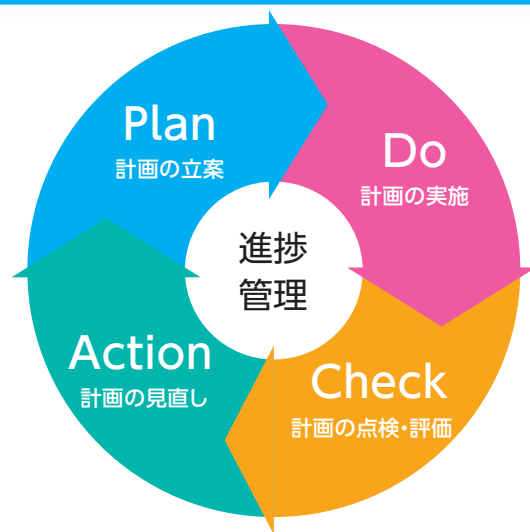 Plan
計画の立案
Do
計画の実施
進捗
管理
Check
計画の点検・評価
Action
計画の見直し